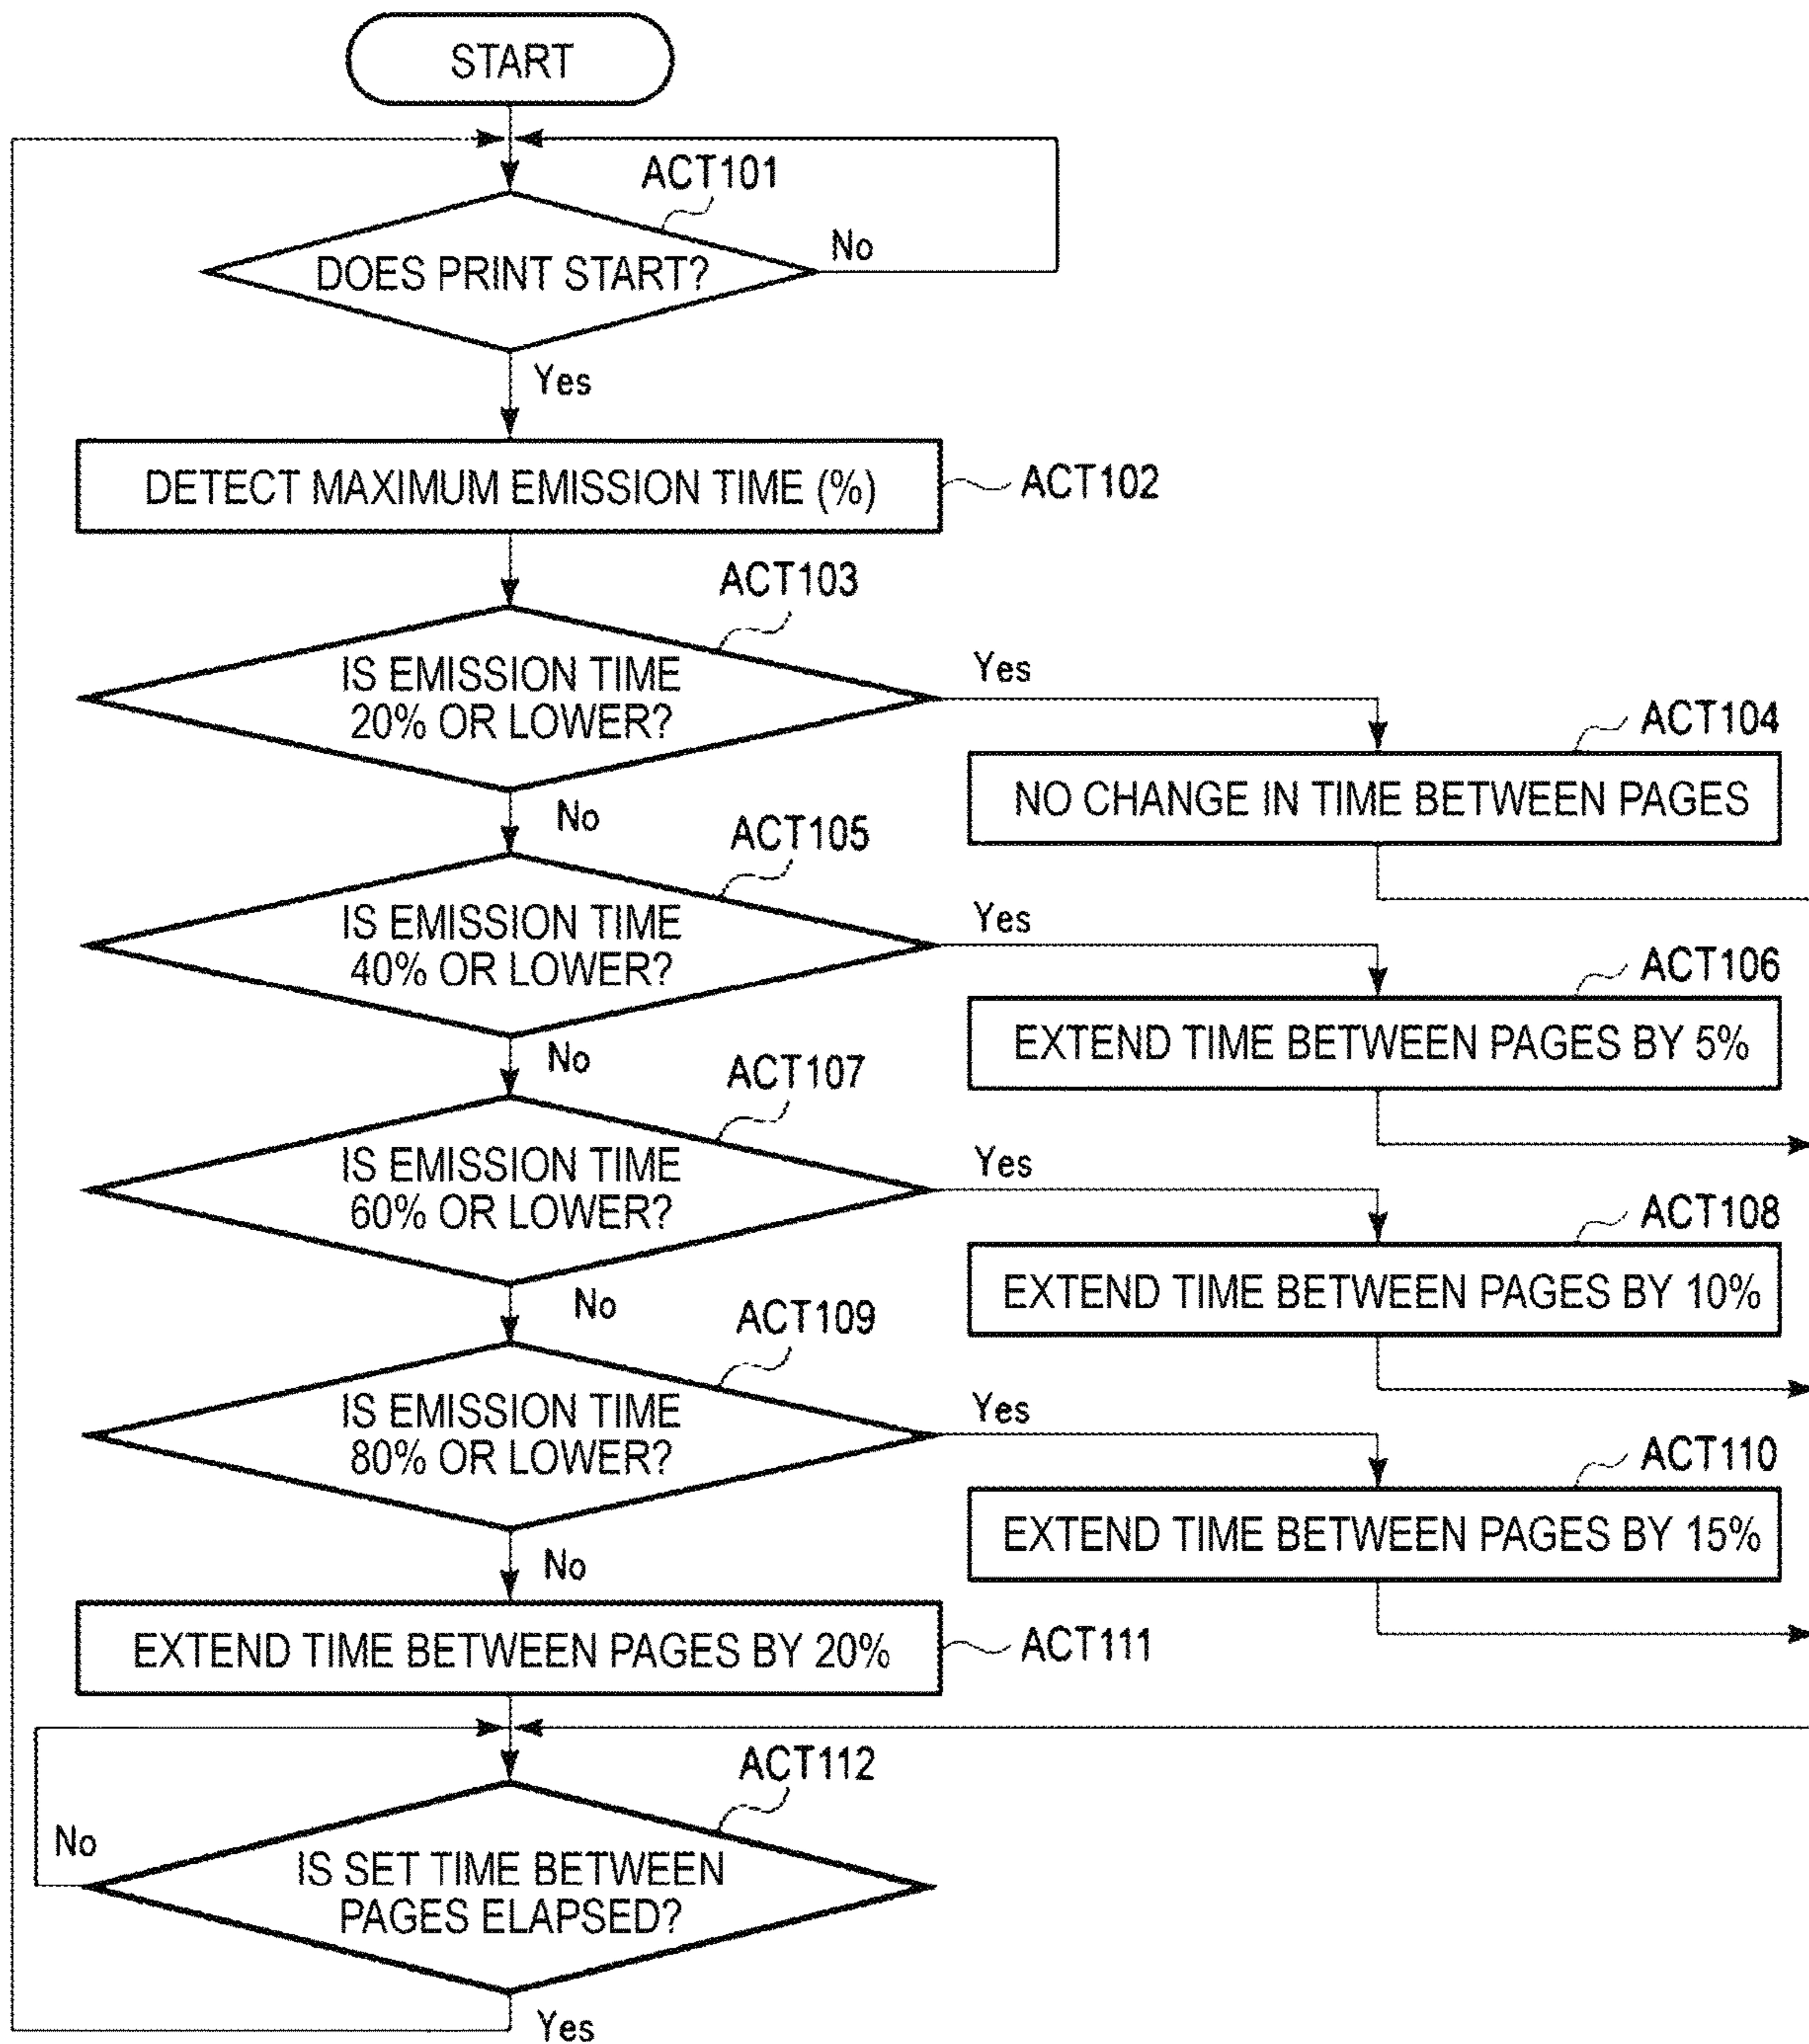 START
ACT101
DOES PRINT START?
No
Yes
DETECT MAXIMUM EMISSION TIME (%)
ACT102
ACT103
IS EMISSION TIME
20% OR LOWER?
Yes
ACT104
NO CHANGE IN TIME BETWEEN PAGES
No
ACT105
IS EMISSION TIME
40% OR LOWER?
Yes
ACT106
EXTEND TIME BETWEEN PAGES BY 5%
No
ACT107
IS EMISSION TIME
60% OR LOWER?
Yes
ACT108
EXTEND TIME BETWEEN PAGES BY 10%
No
ACT109
IS EMISSION TIME
80% OR LOWER?
Yes
ACT110
EXTEND TIME BETWEEN PAGES BY 15%
No
EXTEND TIME BETWEEN PAGES BY 20%
ACT111
ACT112
No
IS SET TIME BETWEEN
PAGES ELAPSED?
Yes